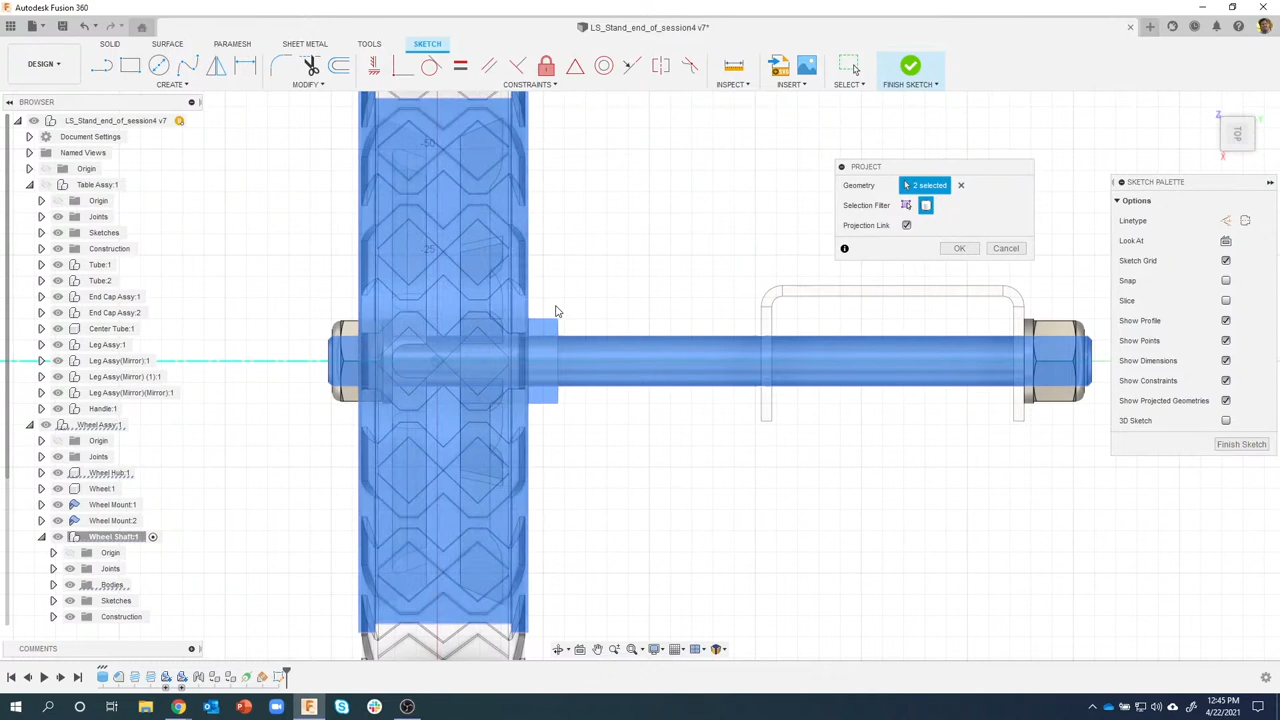 Autodesk Fusion 360
LS_Stand_end_of_session4 v7*
DESIGN
SOLID
SURFACE
PARAMESH
SHEET METAL
TOOLS
SKETCH
CREATE
MODIFY
CONSTRAINTS
INSPECT
INSERT
SELECT
FINISH SKETCH
BROWSER
LS_Stand_end_of_session4 v7
Document Settings
Named Views
Origin
Table Assy:1
Origin
Joints
Sketches
Construction
Tube:1
Tube:2
End Cap Assy:1
End Cap Assy:2
Center Tube:1
Leg Assy:1
Leg Assy(Mirror):1
Leg Assy(Mirror) (1):1
Leg Assy(Mirror)(Mirror):1
Handle:1
Wheel Assy:1
Origin
Joints
Wheel Hub:1
Wheel:1
Wheel Mount:1
Wheel Mount:2
Wheel Shaft:1
Origin
Joints
Bodies
Sketches
Construction
COMMENTS
-50
-25
PROJECT
Geometry
2 selected
Selection Filter
Projection Link
OK
Cancel
Z
Y
TOP
X
SKETCH PALETTE
Options
Linetype
Look At
Sketch Grid
Snap
Slice
Show Profile
Show Points
Show Dimensions
Show Constraints
Show Projected Geometries
3D Sketch
Finish Sketch
12:45 PM
4/22/2021